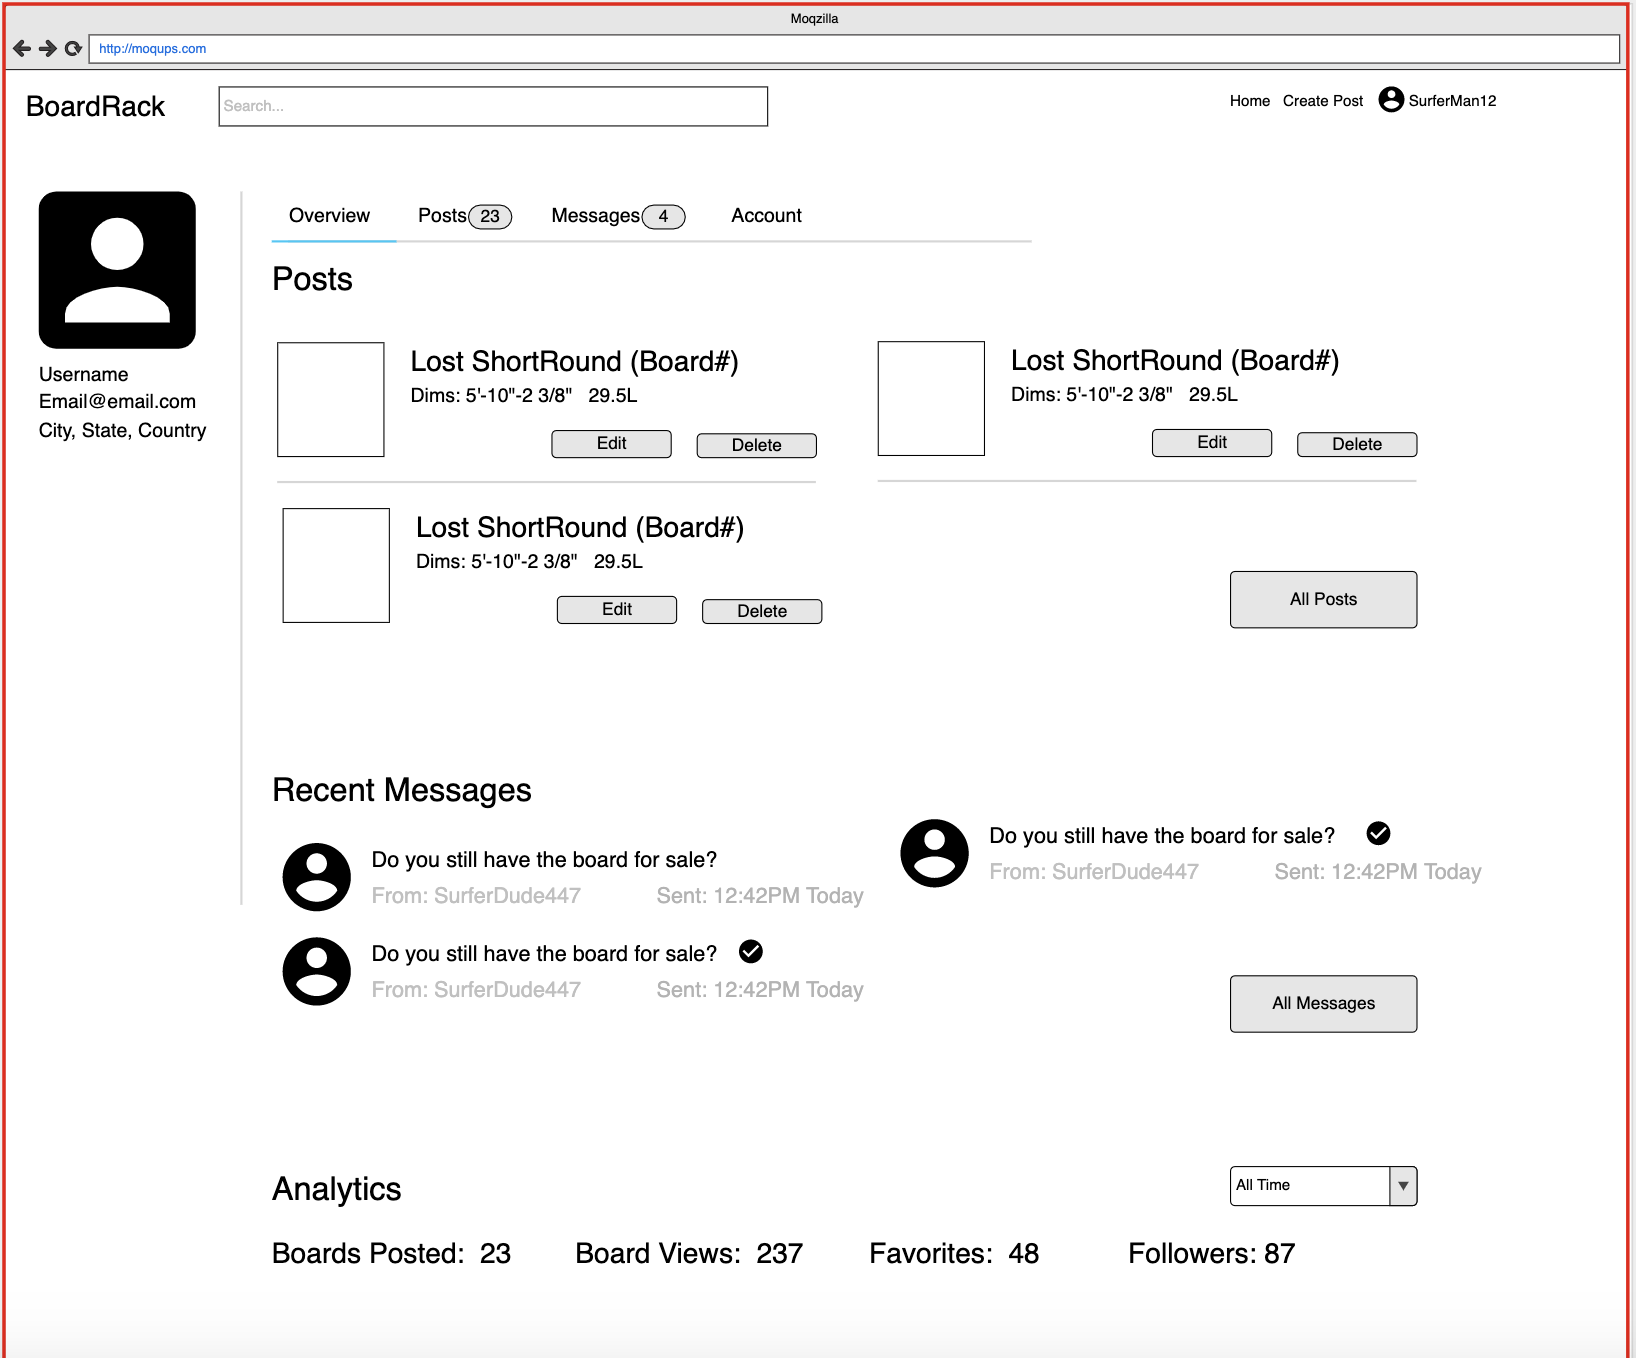 Moqzilla
http://moqups.com
BoardRack
Search...
Home Create Post SurferMan12
Overview Posts 23 Messages 4 Account
Username
Email@email.com
City, State, Country
Posts
Lost ShortRound (Board#)
Dims: 5'-10"-2 3/8" 29.5L
Edit Delete
Lost ShortRound (Board#)
Dims: 5'-10"-2 3/8" 29.5L
Edit Delete
Lost ShortRound (Board#)
Dims: 5'-10"-2 3/8" 29.5L
Edit Delete
All Posts
Recent Messages
Do you still have the board for sale?
From: SurferDude447 Sent: 12:42PM Today
Do you still have the board for sale?
From: SurferDude447 Sent: 12:42PM Today
Do you still have the board for sale?
From: SurferDude447 Sent: 12:42PM Today
All Messages
Analytics
All Time
Boards Posted: 23 Board Views: 237 Favorites: 48 Followers: 87